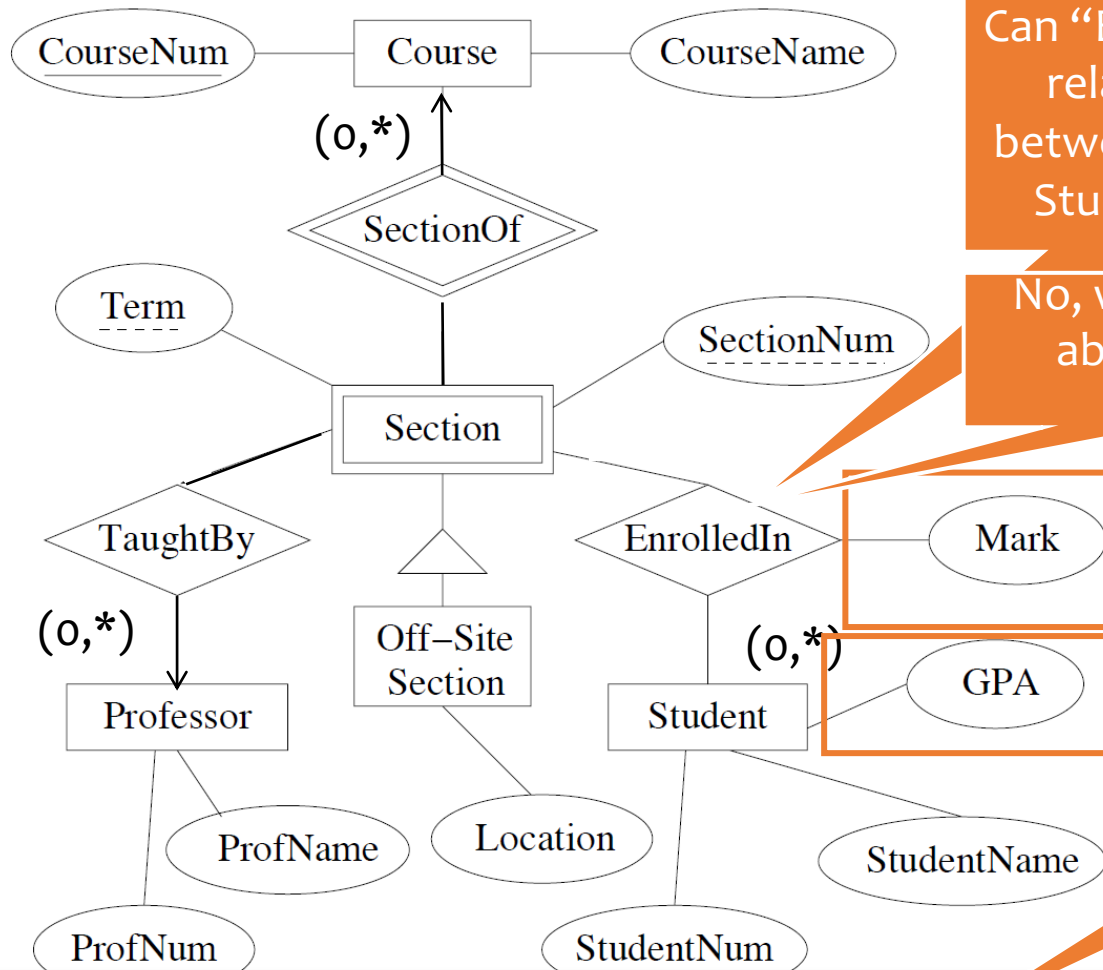 CourseNum
Course
CourseName
Can “
rela
betwe
Stu
(0,*)
SectionOf
No, v
ab
Term
SectionNum
Section
TaughtBy
EnrolledIn
Mark
(0,*)
Off–Site
Section
(0,*)
GPA
Professor
Student
ProfName
Location
StudentName
ProfNum
StudentNum